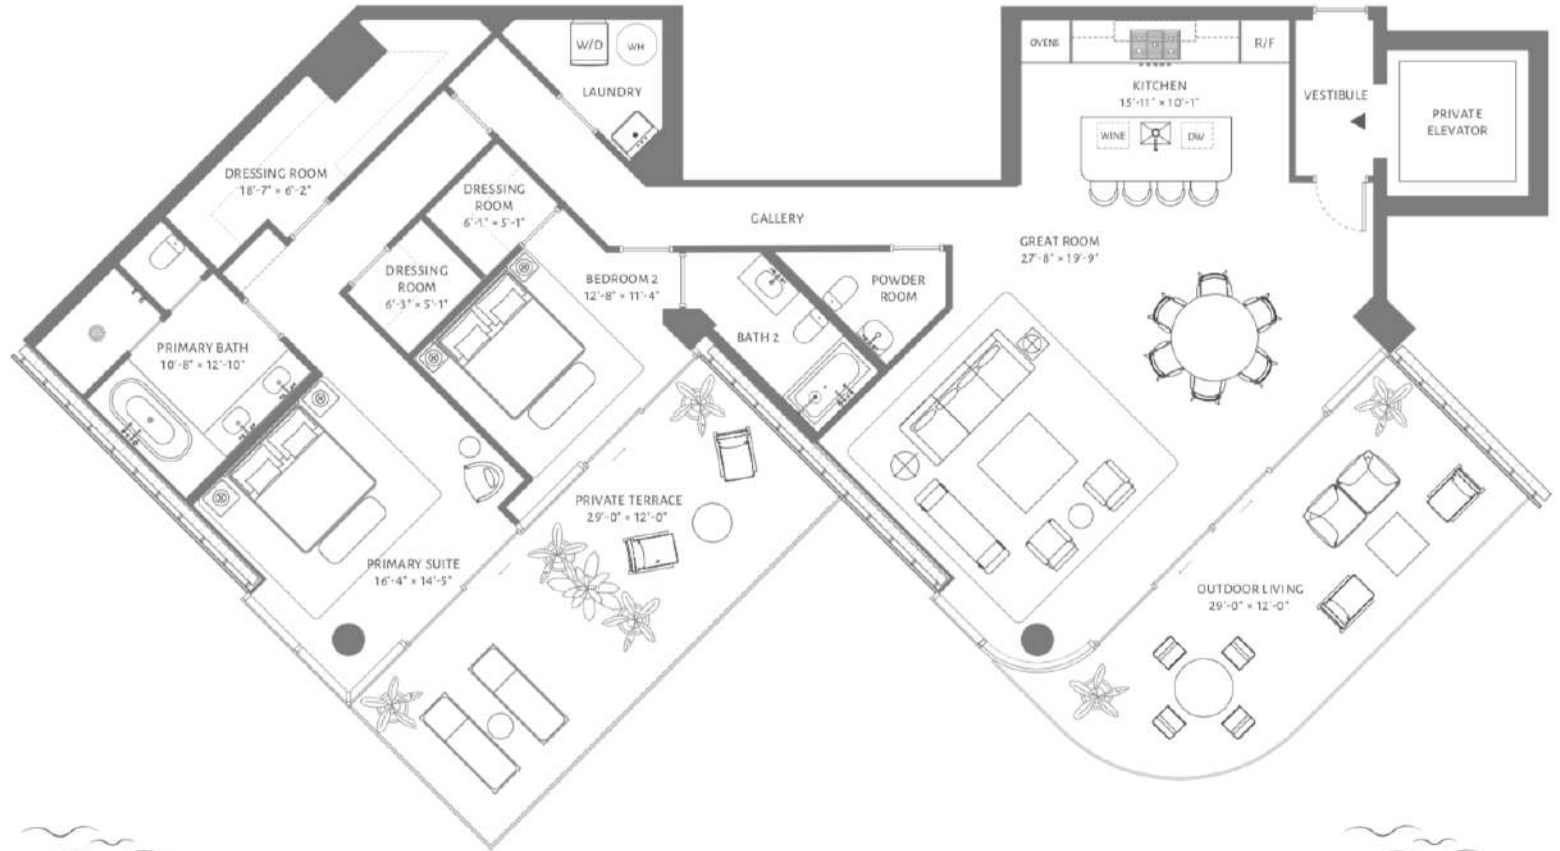 W/D
WH
LAUNDRY
OVENS
R/F
KITCHEN
15'-11" × 10'-1"
WINE
DW
VESTIBULE
PRIVATE
ELEVATOR
DRESSING ROOM
18'-7" × 6'-2"
DRESSING
ROOM
6'-1" × 5'-1"
GALLERY
GREAT ROOM
27'-8" × 19'-9"
DRESSING
ROOM
6'-3" × 5'-1"
BEDROOM 2
12'-8" × 11'-4"
POWDER
ROOM
BATH 2
PRIMARY BATH
10'-8" × 12'-10"
PRIVATE TERRACE
29'-0" × 12'-0"
PRIMARY SUITE
16'-4" × 14'-5"
OUTDOOR LIVING
29'-0" × 12'-0"